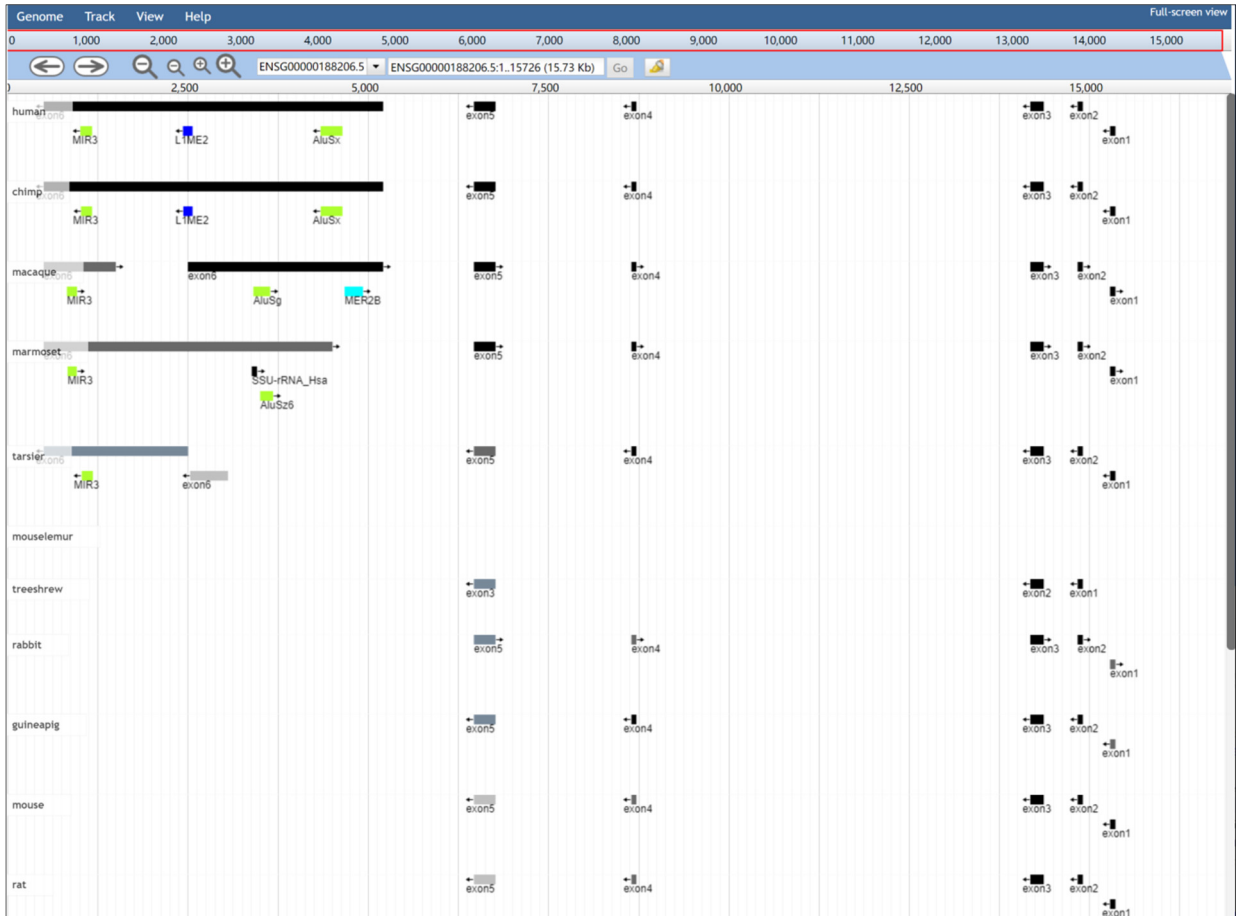 Genome Track View Help Full-screen view
0 1,000 2,000 3,000 4,000 5,000 6,000 7,000 8,000 9,000 10,000 11,000 12,000 13,000 14,000 15,000
ENSG00000188206.5 ENSG00000188206.5:1..15726 (15.73 Kb) Go
0 2,500 5,000 7,500 10,000 12,500 15,000
human exon6 exon5 exon4 exon3 exon2
MIR3 L1ME2 AluSx exon1
chimp exon6 exon5 exon4 exon3 exon2
MIR3 L1ME2 AluSx exon1
macaque exon6 exon6 exon5 exon4 exon3 exon2
MIR3 AluSg MER2B exon1
marmoset exon6 exon5 exon4 exon3 exon2
MIR3 SSU-rRNA_Hsa exon1
AluSz6
tarsier exon6 exon5 exon4 exon3 exon2
MIR3 exon6 exon1
mouselemur
treeshrew exon3 exon2 exon1
rabbit exon5 exon4 exon3 exon2
exon1
guineapig exon5 exon4 exon3 exon2
exon1
mouse exon5 exon4 exon3 exon2
exon1
rat exon5 exon4 exon3 exon2
exon1